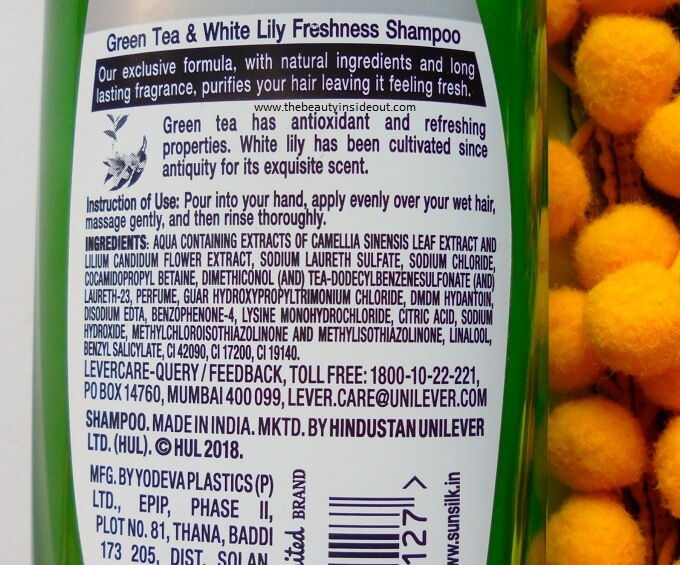 Green Tea & White Lily Freshness Shampoo
Our exclusive formula, with natural ingredients and long
lasting fragrance, purifies your hair leaving it feeling fresh.
www.thebeautyinsideout.com
Green tea has antioxidant and refreshing
properties. White lily has been cultivated since
antiquity for its exquisite scent.
Instruction of Use: Pour into your hand, apply evenly over your wet hair,
massage gently, and then rinse thoroughly.
INGREDIENTS: AQUA CONTAINING EXTRACTS OF CAMELLIA SINENSIS LEAF EXTRACT AND
LILIUM CANDIDUM FLOWER EXTRACT, SODIUM LAURETH SULFATE, SODIUM CHLORIDE,
COCAMIDOPROPYL BETAINE, DIMETHICONOL (AND) TEA-DODECYLBENZENESULFONATE (AND)
LAURETH-23, PERFUME, GUAR HYDROXYPROPYLTRIMONIUM CHLORIDE, DMDM HYDANTOIN,
DISODIUM EDTA, BENZOPHENONE-4, LYSINE MONOHYDROCHLORIDE, CITRIC ACID, SODIUM
HYDROXIDE, METHYLCHLOROISOTHIAZOLINONE AND METHYLISOTHIAZOLINONE, LINALOOL,
BENZYL SALICYLATE, CI 42090, CI 17200, CI 19140.
LEVERCARE-QUERY / FEEDBACK, TOLL FREE: 1800-10-22-221,
PO BOX 14760, MUMBAI 400 099, LEVER.CARE@UNILEVER.COM
SHAMPOO. MADE IN INDIA. MKTD. BY HINDUSTAN UNILEVER
LTD. (HUL). © HUL 2018.
MFG. BY YODEVA PLASTICS (P)
LTD., EPIP, PHASE II,
PLOT No. 81, THANA, BADDI
173 205, DIST. SOLAN
BRAND
127 >
www.sunsilk.in